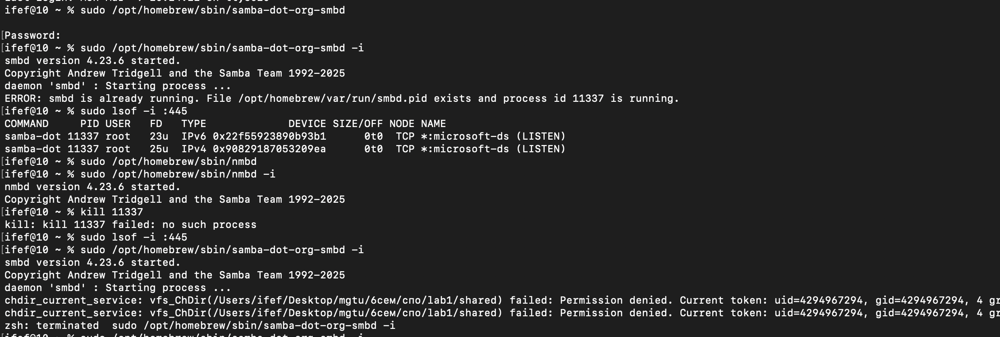 ifef@10 ~ % sudo /opt/homebrew/sbin/samba-dot-org-smbd
[Password:
[ifef@10 ~ % sudo /opt/homebrew/sbin/samba-dot-org-smbd -i
smbd version 4.23.6 started.
Copyright Andrew Tridgell and the Samba Team 1992-2025
daemon 'smbd' : Starting process ...
ERROR: smbd is already running. File /opt/homebrew/var/run/smbd.pid exists and process id 11337 is running.
[ifef@10 ~ % sudo lsof -i :445
COMMAND     PID USER   FD   TYPE             DEVICE SIZE/OFF NODE NAME
samba-dot 11337 root   23u  IPv6 0x22f55923890b93b1      0t0  TCP *:microsoft-ds (LISTEN)
samba-dot 11337 root   25u  IPv4 0x90829187053209ea      0t0  TCP *:microsoft-ds (LISTEN)
[ifef@10 ~ % sudo /opt/homebrew/sbin/nmbd
[ifef@10 ~ % sudo /opt/homebrew/sbin/nmbd -i
nmbd version 4.23.6 started.
Copyright Andrew Tridgell and the Samba Team 1992-2025
[ifef@10 ~ % kill 11337
kill: kill 11337 failed: no such process
[ifef@10 ~ % sudo lsof -i :445
[ifef@10 ~ % sudo /opt/homebrew/sbin/samba-dot-org-smbd -i
smbd version 4.23.6 started.
Copyright Andrew Tridgell and the Samba Team 1992-2025
daemon 'smbd' : Starting process ...
chdir_current_service: vfs_ChDir(/Users/ifef/Desktop/mgtu/6сем/спо/lab1/shared) failed: Permission denied. Current token: uid=4294967294, gid=4294967294, 4 gr
chdir_current_service: vfs_ChDir(/Users/ifef/Desktop/mgtu/6сем/спо/lab1/shared) failed: Permission denied. Current token: uid=4294967294, gid=4294967294, 4 gr
zsh: terminated  sudo /opt/homebrew/sbin/samba-dot-org-smbd -i
[ifef@10 ~ % sudo /opt/homebrew/sbin/samba-dot-org-smbd -i